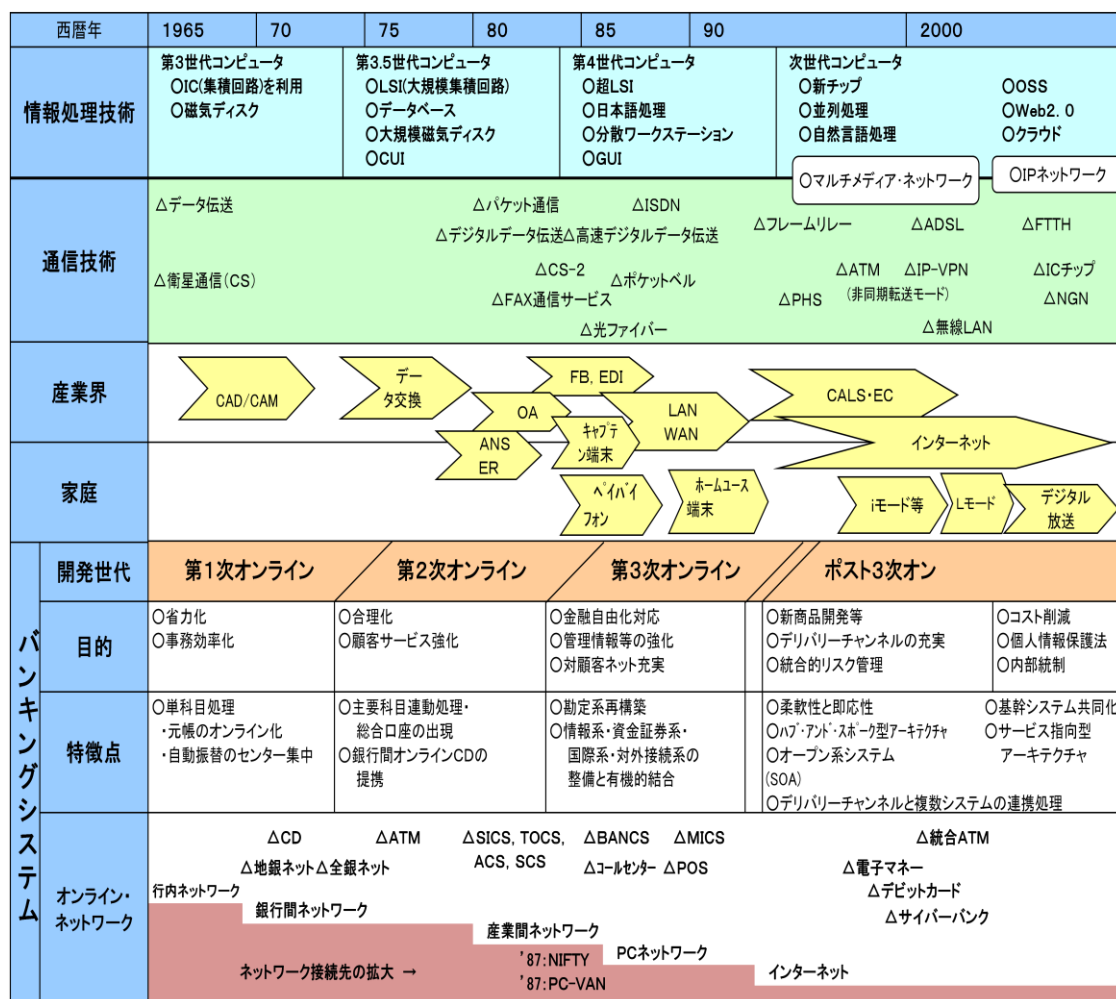 西暦年 1965 70 75 80 85 90 2000
情報処理技術
第3世代コンピュータ
○IC(集積回路)を利用
○磁気ディスク
第3.5世代コンピュータ
○LSI(大規模集積回路)
○データベース
○大規模磁気ディスク
○CUI
第4世代コンピュータ
○超LSI
○日本語処理
○分散ワークステーション
○GUI
次世代コンピュータ
○新チップ
○並列処理
○自然言語処理
○OSS
○Web2.0
○クラウド
○マルチメディア・ネットワーク
○IPネットワーク
通信技術
△データ伝送
△パケット通信
△ISDN
△フレームリレー
△ADSL
△FTTH
△デジタルデータ伝送
△高速デジタルデータ伝送
△衛星通信(CS)
△CS-2
△ポケットベル
△ATM
(非同期転送モード)
△IP-VPN
△ICチップ
△FAX通信サービス
△PHS
△NGN
△光ファイバー
△無線LAN
産業界
CAD/CAM
デー
タ交換
FB, EDI
OA
LAN
WAN
CALS・EC
ANS
ER
キャプテ
ン端末
インターネット
家庭
ペイバイ
フォン
ホームユース
端末
iモード等
Lモード
デジタル
放送
バンキングシステム
開発世代
第1次オンライン
第2次オンライン
第3次オンライン
ポスト3次オン
目的
○省力化
○事務効率化
○合理化
○顧客サービス強化
○金融自由化対応
○管理情報等の強化
○対顧客ネット充実
○新商品開発等
○デリバリーチャンネルの充実
○統合的リスク管理
○コスト削減
○個人情報保護法
○内部統制
特徴点
○単科目処理
・元帳のオンライン化
・自動振替のセンター集中
○主要科目連動処理・
総合口座の出現
○銀行間オンラインCDの
提携
○勘定系再構築
○情報系・資金証券系・
国際系・対外接続系の
整備と有機的結合
○柔軟性と即応性
○ハブ・アンド・スポーク型アーキテクチャ
○オープン系システム
(SOA)
○デリバリーチャンネルと複数システムの連携処理
○基幹システム共同化
○サービス指向型
アーキテクチャ
オンライン・
ネットワーク
△CD
△ATM
△SICS, TOCS,
ACS, SCS
△BANCS
△MICS
△統合ATM
△地銀ネット
△全銀ネット
△コールセンター
△POS
△電子マネー
△デビットカード
△サイバーバンク
行内ネットワーク
銀行間ネットワーク
産業間ネットワーク
PCネットワーク
インターネット
ネットワーク接続先の拡大 →
'87:NIFTY
'87:PC-VAN